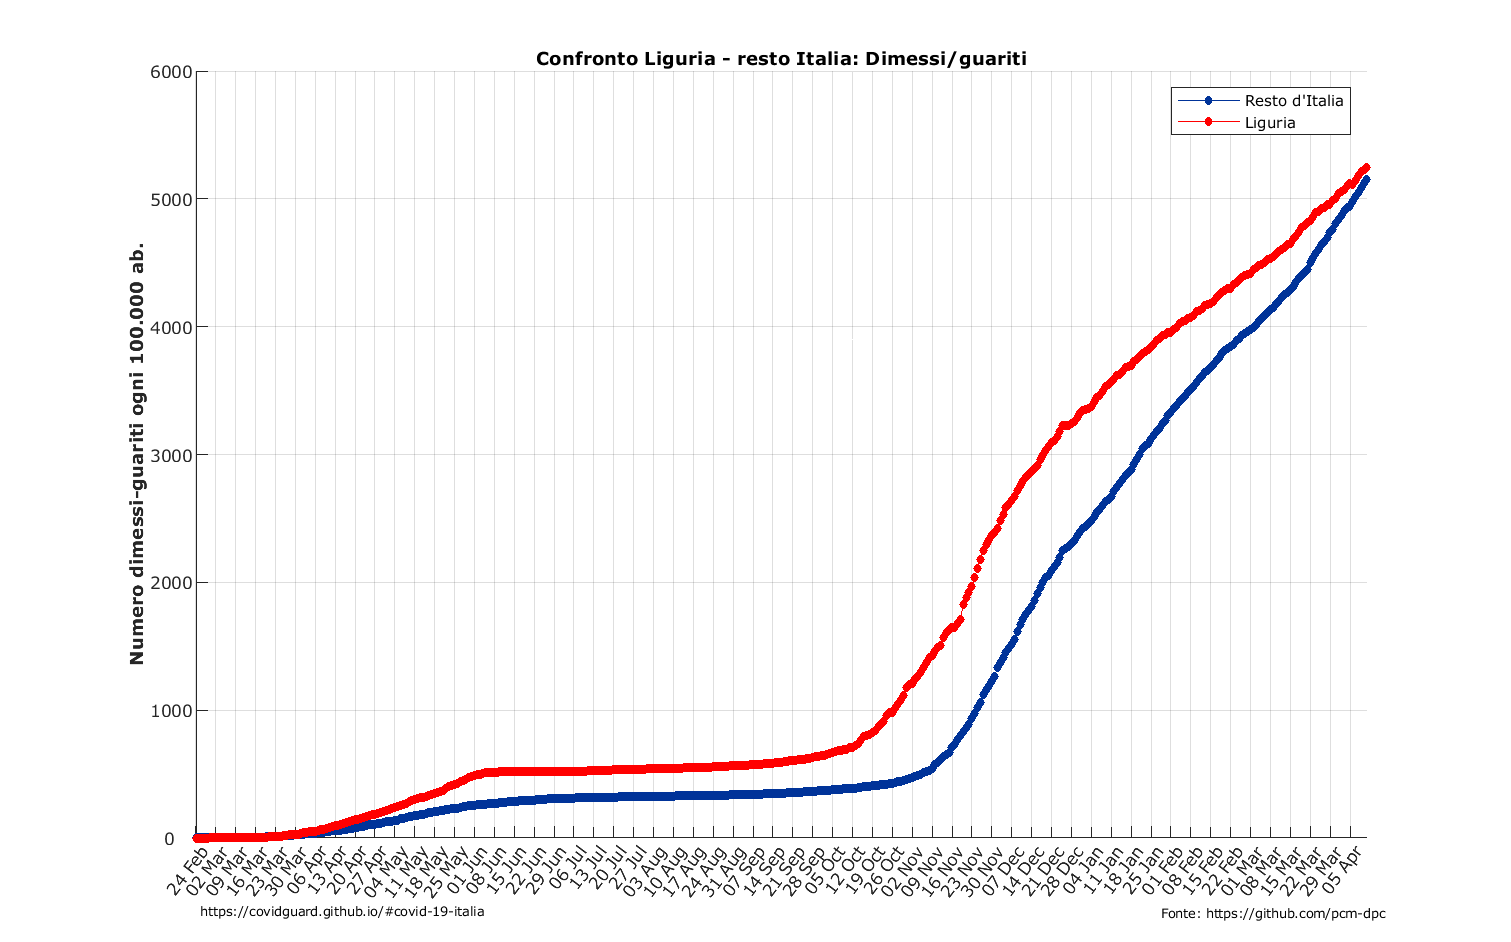 Confronto Liguria - resto Italia: Dimessi/guariti
Resto d'Italia
Liguria
Numero dimessi-guariti ogni 100.000 ab.
6000
5000
4000
3000
2000
1000
0
24 Feb
02 Mar
09 Mar
16 Mar
23 Mar
30 Mar
06 Apr
13 Apr
20 Apr
27 Apr
04 May
11 May
18 May
25 May
01 Jun
08 Jun
15 Jun
22 Jun
29 Jun
06 Jul
13 Jul
20 Jul
27 Jul
03 Aug
10 Aug
17 Aug
24 Aug
31 Aug
07 Sep
14 Sep
21 Sep
28 Sep
05 Oct
12 Oct
19 Oct
26 Oct
02 Nov
09 Nov
16 Nov
23 Nov
30 Nov
07 Dec
14 Dec
21 Dec
28 Dec
04 Jan
11 Jan
18 Jan
25 Jan
01 Feb
08 Feb
15 Feb
22 Feb
01 Mar
08 Mar
15 Mar
22 Mar
29 Mar
05 Apr
https://covidguard.github.io/#covid-19-italia
Fonte: https://github.com/pcm-dpc